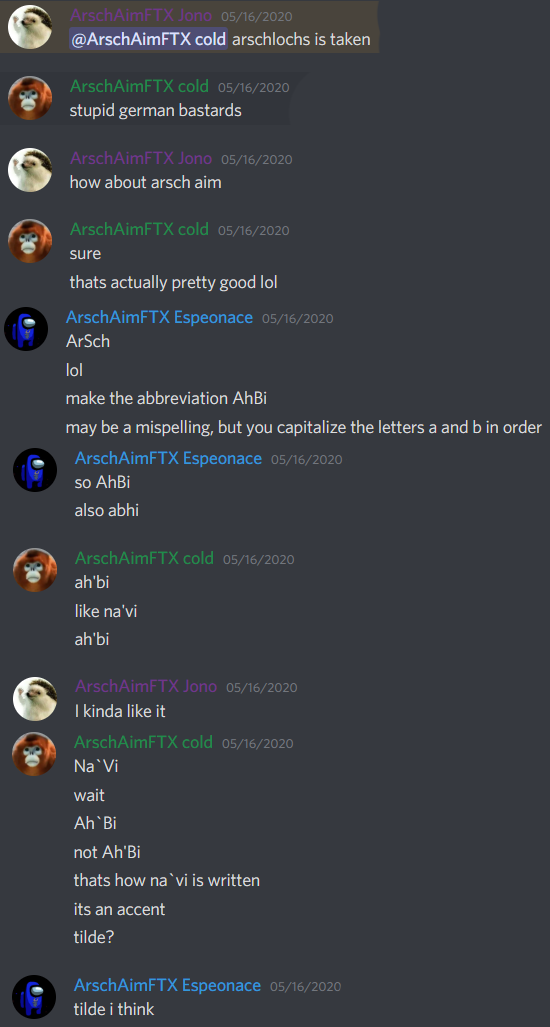 ArschAimFTX Jono 05/16/2020
@ArschAimFTX cold arschlochs is taken
ArschAimFTX cold 05/16/2020
stupid german bastards
ArschAimFTX Jono 05/16/2020
how about arsch aim
ArschAimFTX cold 05/16/2020
sure
thats actually pretty good lol
ArschAimFTX Espeonace 05/16/2020
ArSch
lol
make the abbreviation AhBi
may be a mispelling, but you capitalize the letters a and b in order
ArschAimFTX Espeonace 05/16/2020
so AhBi
also abhi
ArschAimFTX cold 05/16/2020
ah'bi
like na'vi
ah'bi
ArschAimFTX Jono 05/16/2020
I kinda like it
ArschAimFTX cold 05/16/2020
Na`Vi
wait
Ah`Bi
not Ah'Bi
thats how na`vi is written
its an accent
tilde?
ArschAimFTX Espeonace 05/16/2020
tilde i think